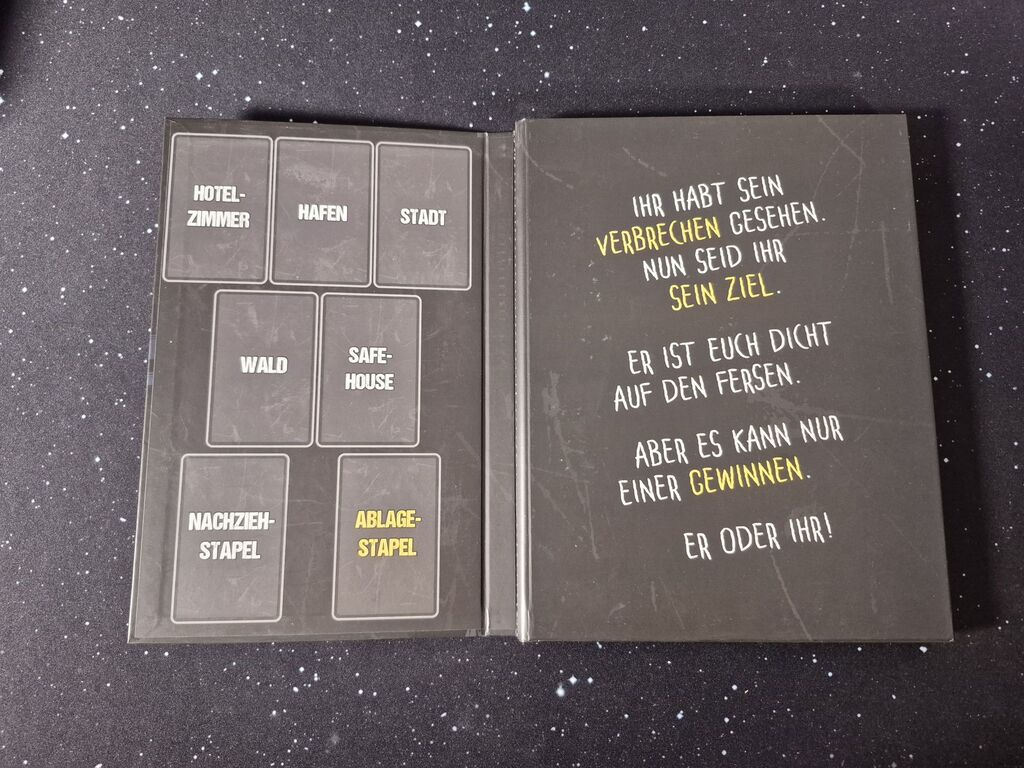 HOTEL-
ZIMMER
HAFEN
STADT
WALD
SAFE-
HOUSE
NACHZIEH-
STAPEL
ABLAGE-
STAPEL
IHR HABT SEIN
VERBRECHEN GESEHEN.
NUN SEID IHR
SEIN ZIEL.
ER IST EUCH DICHT
AUF DEN FERSEN.
ABER ES KANN NUR
EINER GEWINNEN.
ER ODER IHR!